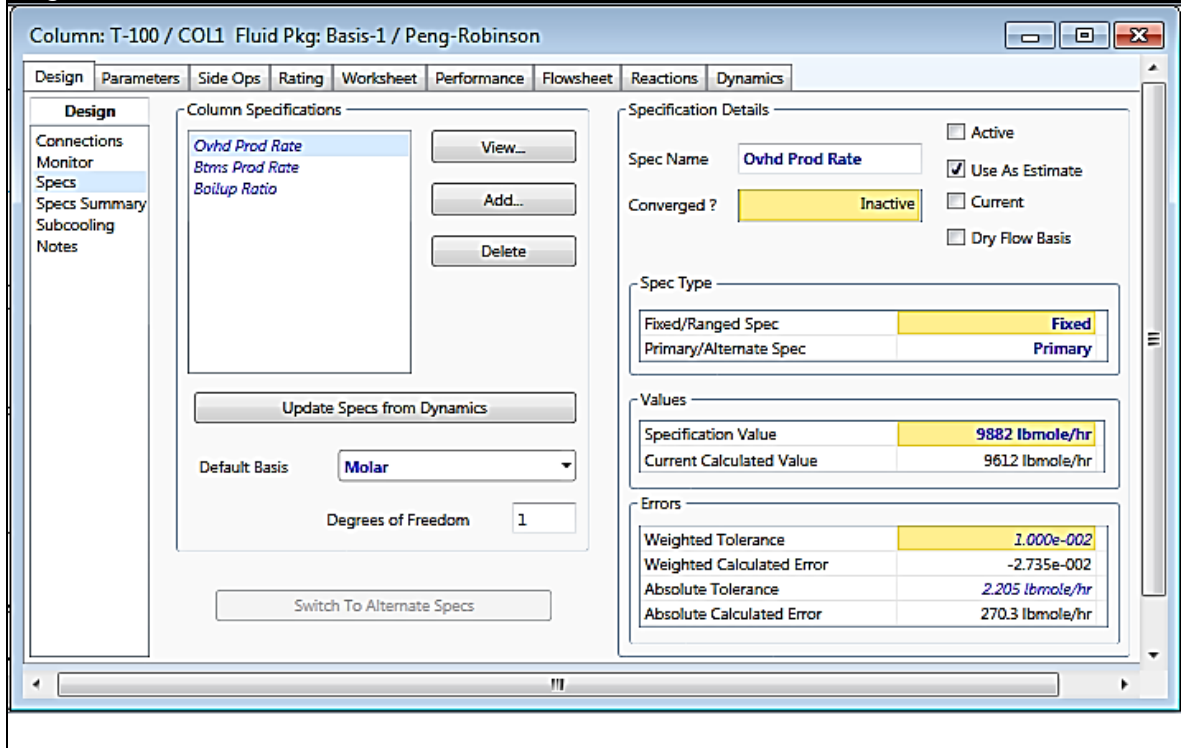 Column: T-100 / COL1 Fluid Pkg: Basis-1 / Peng-Robinson
Design Parameters Side Ops Rating Worksheet Performance Flowsheet Reactions Dynamics
Design
Connections
Monitor
Specs
Specs Summary
Subcooling
Notes
Column Specifications
Ovhd Prod Rate
Btms Prod Rate
Boilup Ratio
View...
Add...
Delete
Update Specs from Dynamics
Default Basis Molar
Degrees of Freedom 1
Switch To Alternate Specs
Specification Details
Spec Name Ovhd Prod Rate
Converged ? Inactive
Active
Use As Estimate
Current
Dry Flow Basis
Spec Type
Fixed/Ranged Spec Fixed
Primary/Alternate Spec Primary
Values
Specification Value 9882 lbmole/hr
Current Calculated Value 9612 lbmole/hr
Errors
Weighted Tolerance 1.000e-002
Weighted Calculated Error -2.735e-002
Absolute Tolerance 2.205 lbmole/hr
Absolute Calculated Error 270.3 lbmole/hr